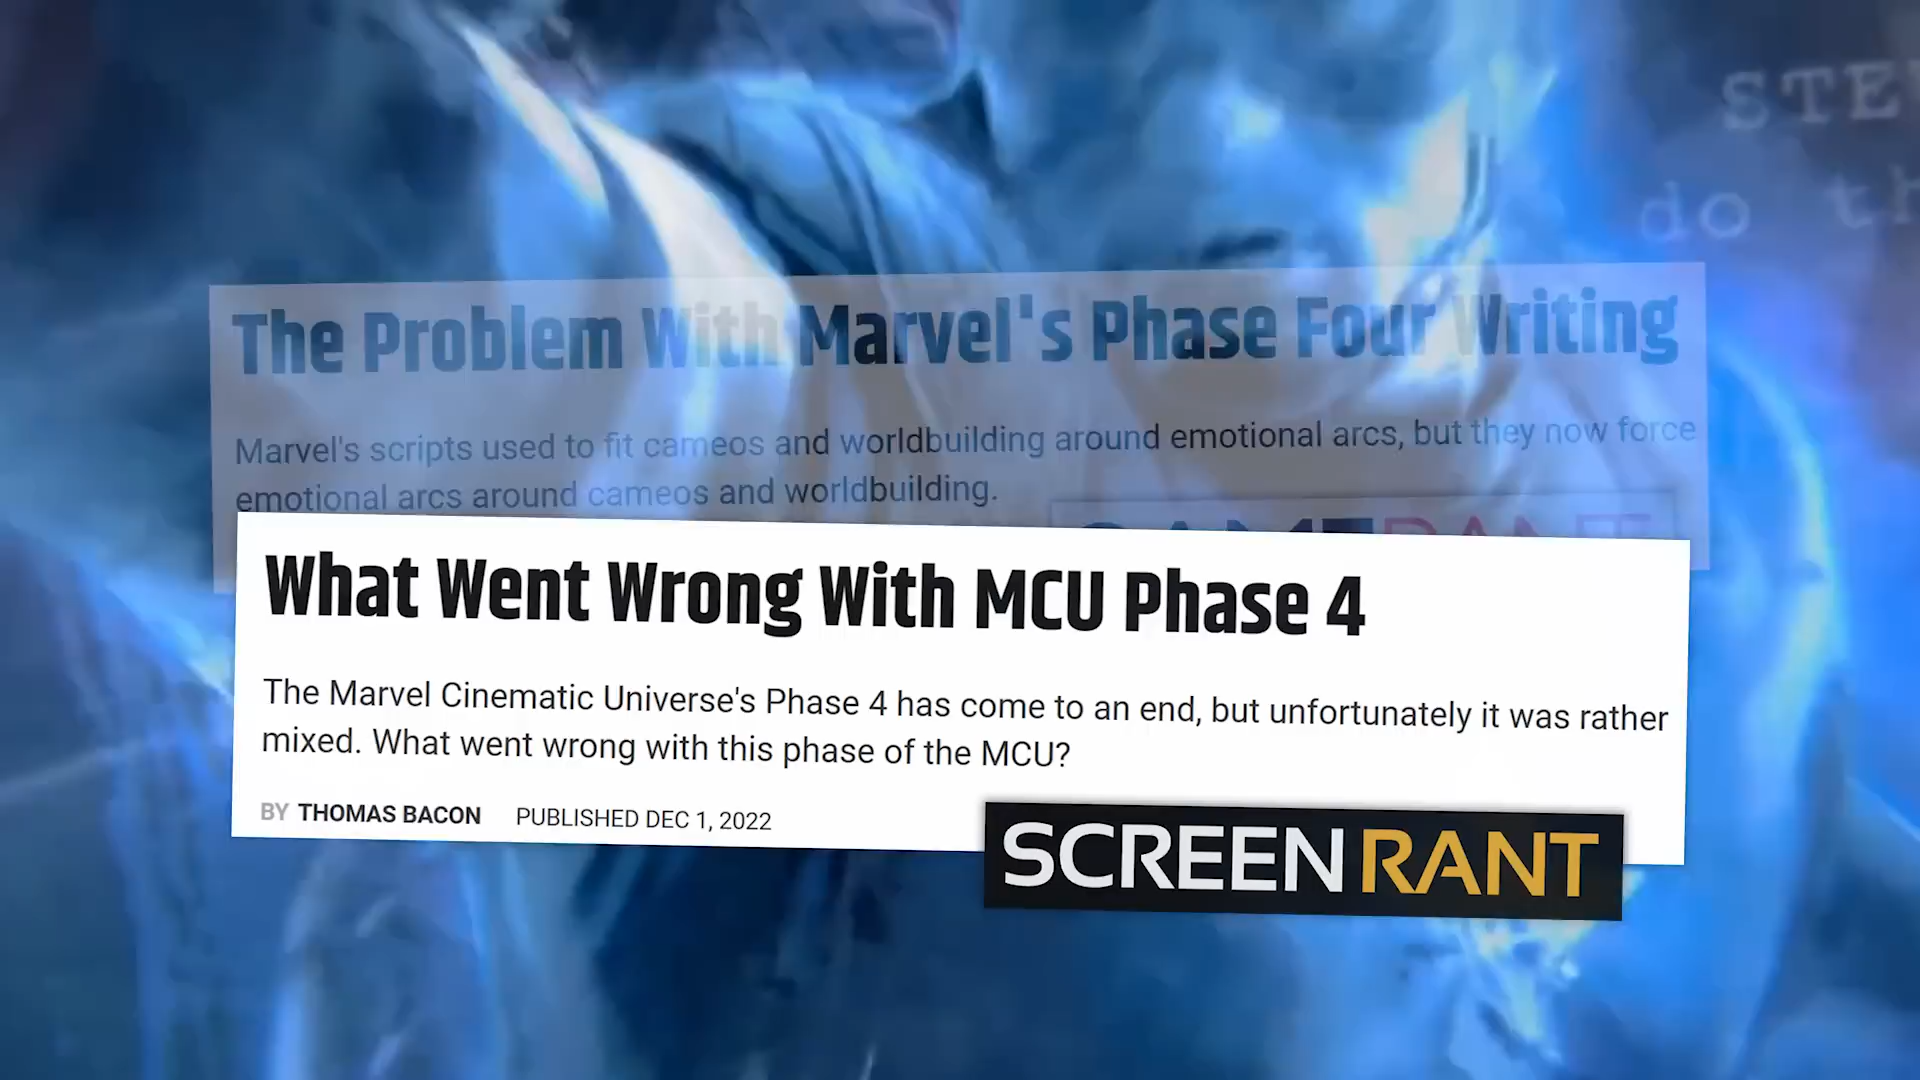 do
The Problem With Marvel's Phase Four Writing
Marvel's scripts used to fit cameos and worldbuilding around emotional arcs, but they now force
emotional arcs around cameos and worldbuilding.
GAMERANT
What Went Wrong With MCU Phase 4
The Marvel Cinematic Universe's Phase 4 has come to an end, but unfortunately it was rather
mixed. What went wrong with this phase of the MCU?
BY THOMAS BACON PUBLISHED DEC 1, 2022
SCREENRANT